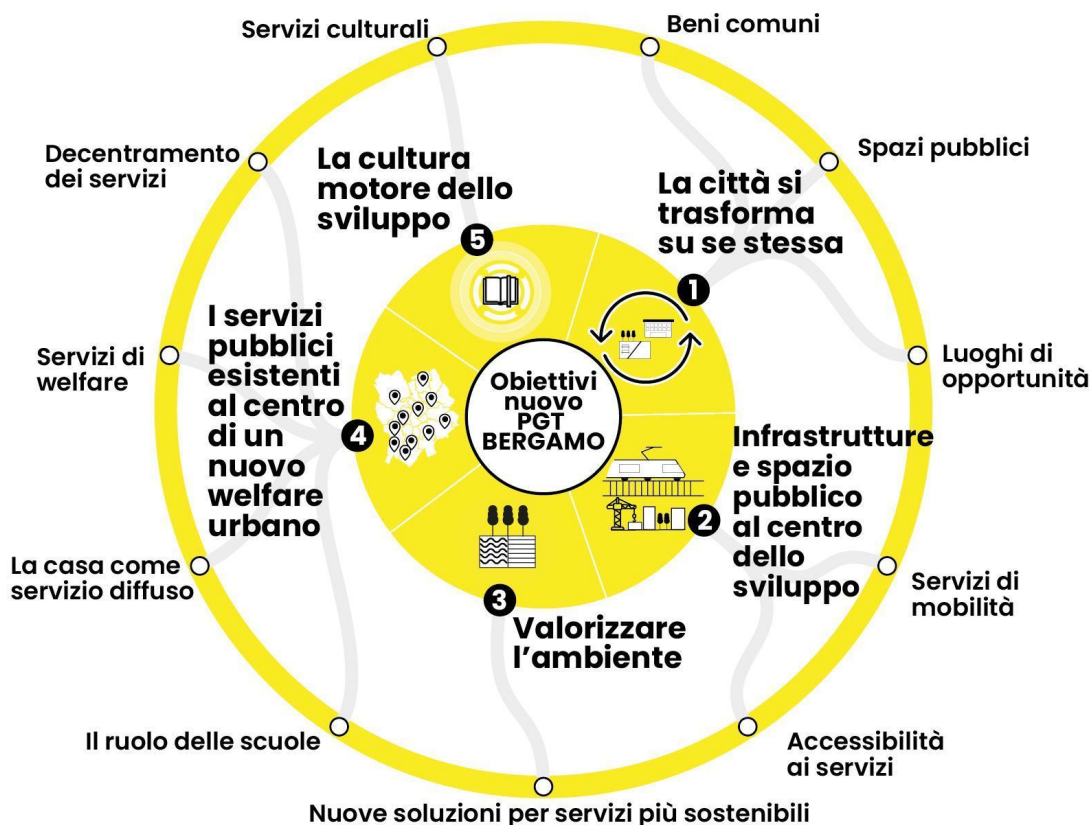 Servizi culturali
Beni comuni
Decentramento
dei servizi
Spazi pubblici
La cultura
motore dello
sviluppo
5
La città si
trasforma
su se stessa
1
I servizi
pubblici
esistenti
al centro
di un
nuovo
welfare
urbano
4
Servizi di
welfare
Luoghi di
opportunità
Obiettivi
nuovo
PGT
BERGAMO
Infrastrutture
e spazio
pubblico
al centro
dello
sviluppo
2
La casa come
servizio diffuso
Servizi di
mobilità
3
Valorizzare
l’ambiente
Il ruolo delle scuole
Accessibilità
ai servizi
Nuove soluzioni per servizi più sostenibili